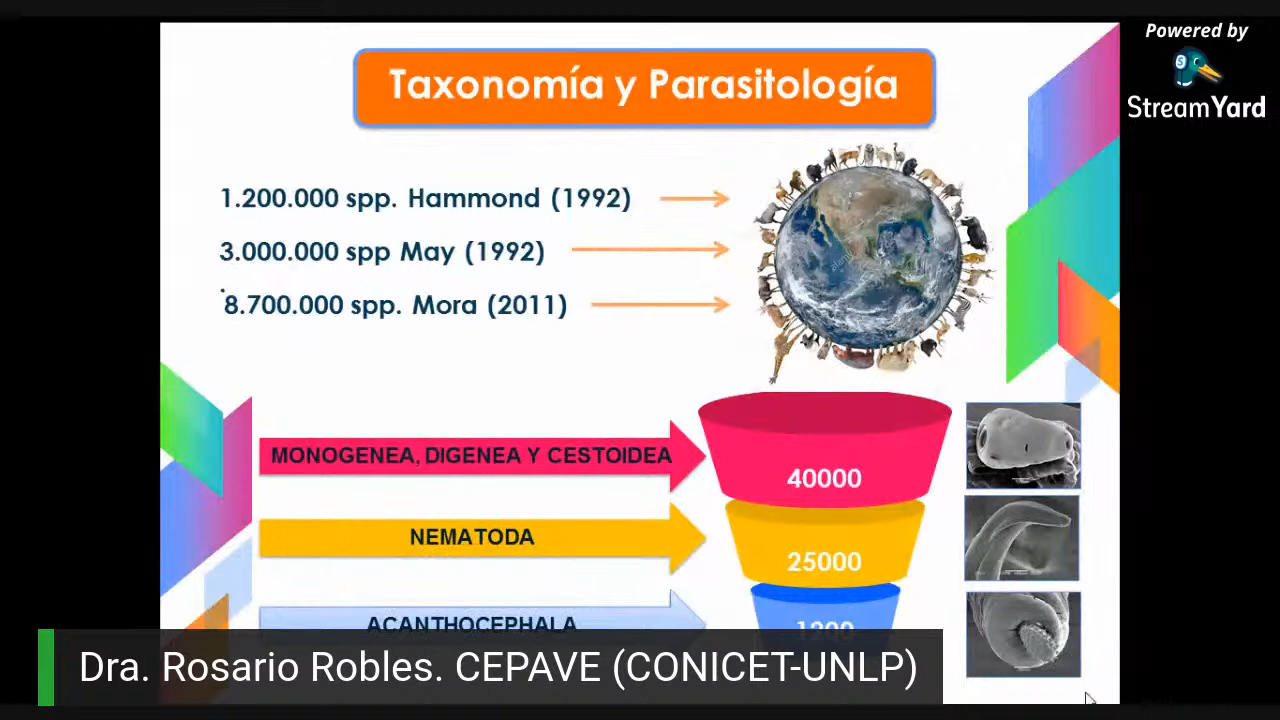 Powered by
StreamYard
Taxonomía y Parasitología
1.200.000 spp. Hammond (1992)
3.000.000 spp May (1992)
.
8.700.000 spp. Mora (2011)
MONOGENEA, DIGENEA Y CESTOIDEA
40000
NEMATODA
25000
ACANTHOCEPHALA
1200
Dra. Rosario Robles. CEPAVE (CONICET-UNLP)